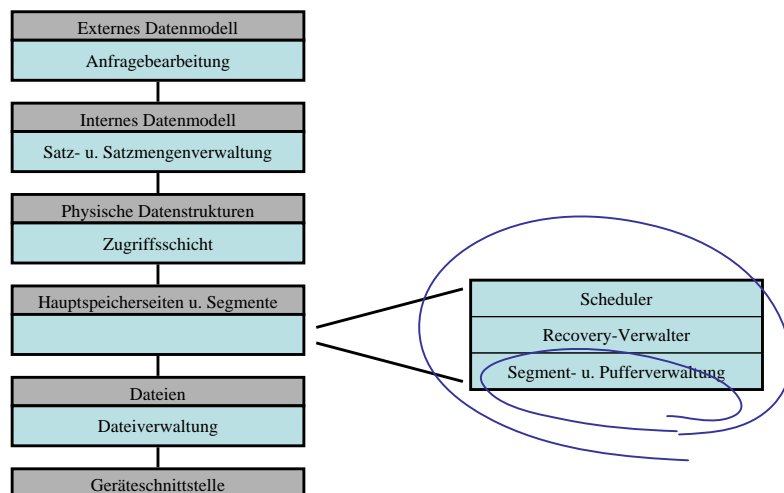 Externes Datenmodell
Anfragebearbeitung
Internes Datenmodell
Satz- u. Satzmengenverwaltung
Physische Datenstrukturen
Zugriffsschicht
Hauptspeicherseiten u. Segmente
Scheduler
Recovery-Verwalter
Segment- u. Pufferverwaltung
Dateien
Dateiverwaltung
Geräteschnittstelle